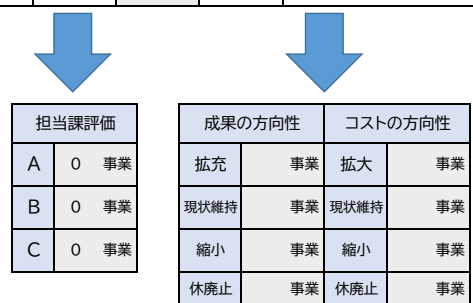 担当課評価
A 0 事業
B 0 事業
C 0 事業
成果の方向性 コストの方向性
拡充 事業 拡大 事業
現状維持 事業 現状維持 事業
縮小 事業 縮小 事業
休廃止 事業 休廃止 事業